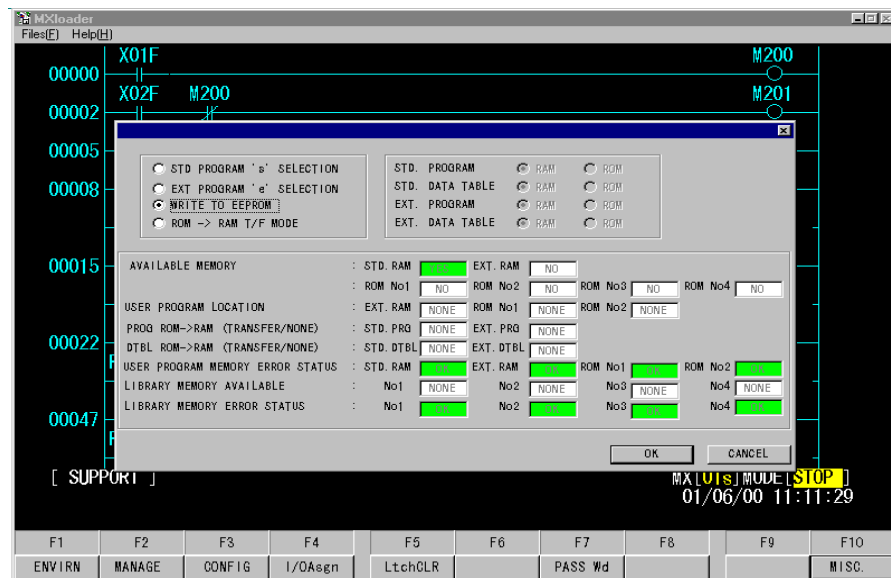 MXloader
Files(F) Help(H)
X01F M200
00000
X02F M200 M201
00002
00005
00008
00015
00022
00047
STD PROGRAM 's' SELECTION
EXT PROGRAM 'e' SELECTION
WRITE TO EEPROM
ROM -> RAM T/F MODE
STD. PROGRAM RAM ROM
STD. DATA TABLE RAM ROM
EXT. PROGRAM RAM ROM
EXT. DATA TABLE RAM ROM
AVAILABLE MEMORY : STD. RAM YES EXT. RAM NO
: ROM No1 NO ROM No2 NO ROM No3 NO ROM No4 NO
USER PROGRAM LOCATION : EXT. RAM NONE ROM No1 NONE ROM No2 NONE
PROG ROM->RAM (TRANSFER/NONE) : STD. PRG NONE EXT. PRG NONE
DTBL ROM->RAM (TRANSFER/NONE) : STD. DTBL NONE EXT. DTBL NONE
USER PROGRAM MEMORY ERROR STATUS : STD. RAM OK EXT. RAM OK ROM No1 OK ROM No2 OK
LIBRARY MEMORY AVAILABLE : No1 NONE No2 NONE No3 NONE No4 NONE
LIBRARY MEMORY ERROR STATUS : No1 OK No2 OK No3 OK No4 OK
OK CANCEL
[ SUPPORT ] MX[01s]MODE[STOP ]
01/06/00 11:11:29
F1 F2 F3 F4 F5 F6 F7 F8 F9 F10
ENVIRN MANAGE CONFIG I/OAsgn LtchCLR PASS Wd MISC.